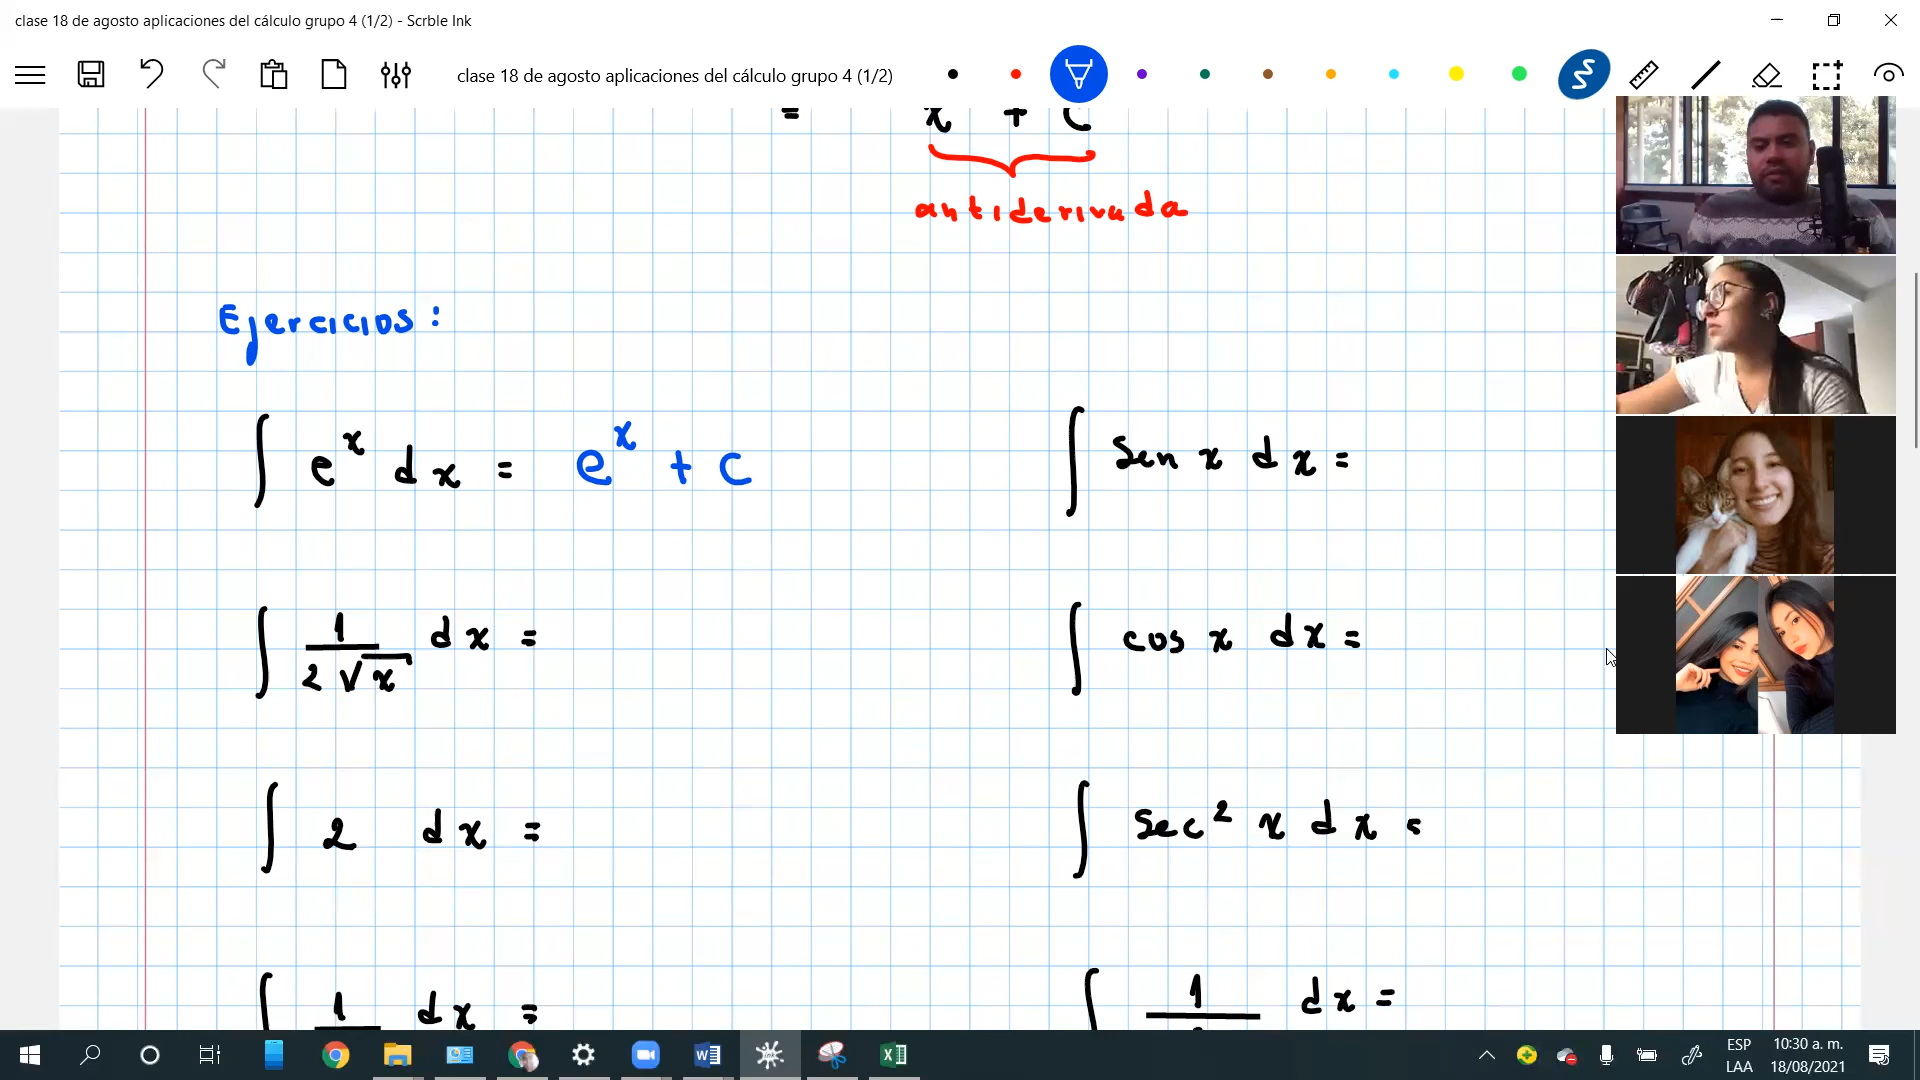 clase 18 de agosto aplicaciones del cálculo grupo 4 (1/2) - Scrble Ink
clase 18 de agosto aplicaciones del cálculo grupo 4 (1/2)
= x + c
antiderivada
Ejercicios:
∫ e^x dx = e^x + c
∫ sen x dx =
∫ 1/(2√x) dx =
∫ cos x dx =
∫ 2 dx =
∫ sec² x dx =
∫ 1 dx =
∫ 1 dx =
ESP
LAA
10:30 a. m.
18/08/2021